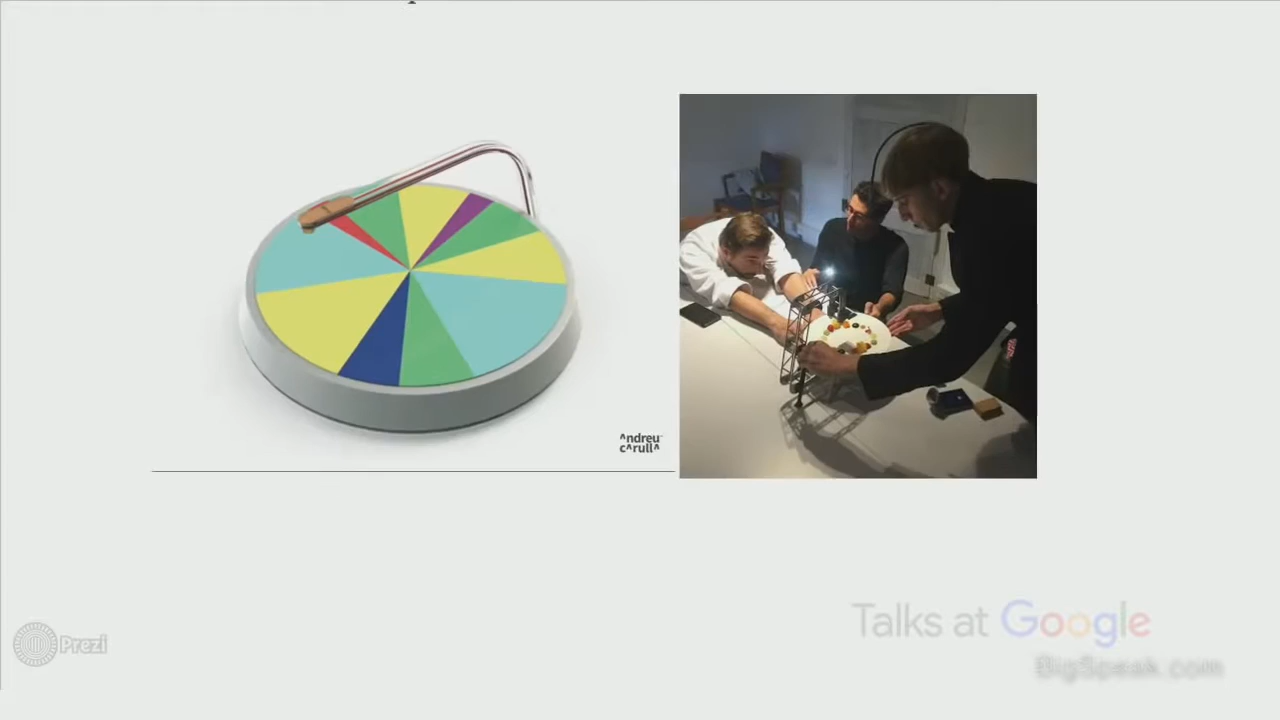 ^ndreu
c^rull^
Prezi
Talks at Google
BigSpeak.com